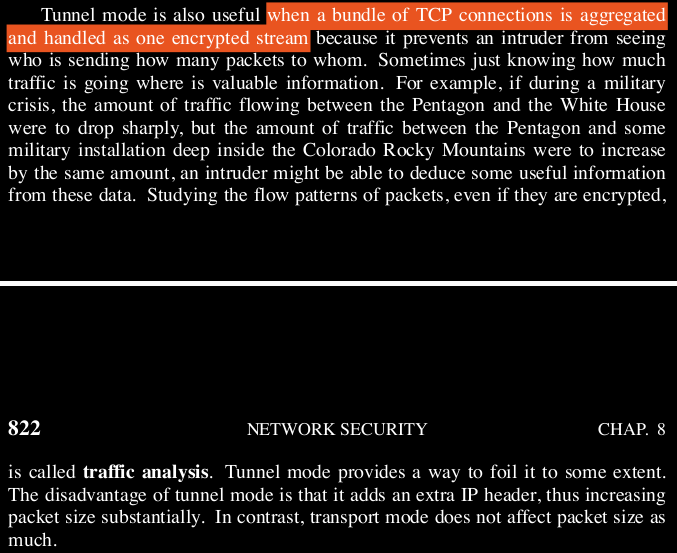 Tunnel mode is also useful when a bundle of TCP connections is aggregated
and handled as one encrypted stream because it prevents an intruder from seeing
who is sending how many packets to whom. Sometimes just knowing how much
traffic is going where is valuable information. For example, if during a military
crisis, the amount of traffic flowing between the Pentagon and the White House
were to drop sharply, but the amount of traffic between the Pentagon and some
military installation deep inside the Colorado Rocky Mountains were to increase
by the same amount, an intruder might be able to deduce some useful information
from these data. Studying the flow patterns of packets, even if they are encrypted,
822 NETWORK SECURITY CHAP. 8
is called traffic analysis. Tunnel mode provides a way to foil it to some extent.
The disadvantage of tunnel mode is that it adds an extra IP header, thus increasing
packet size substantially. In contrast, transport mode does not affect packet size as
much.